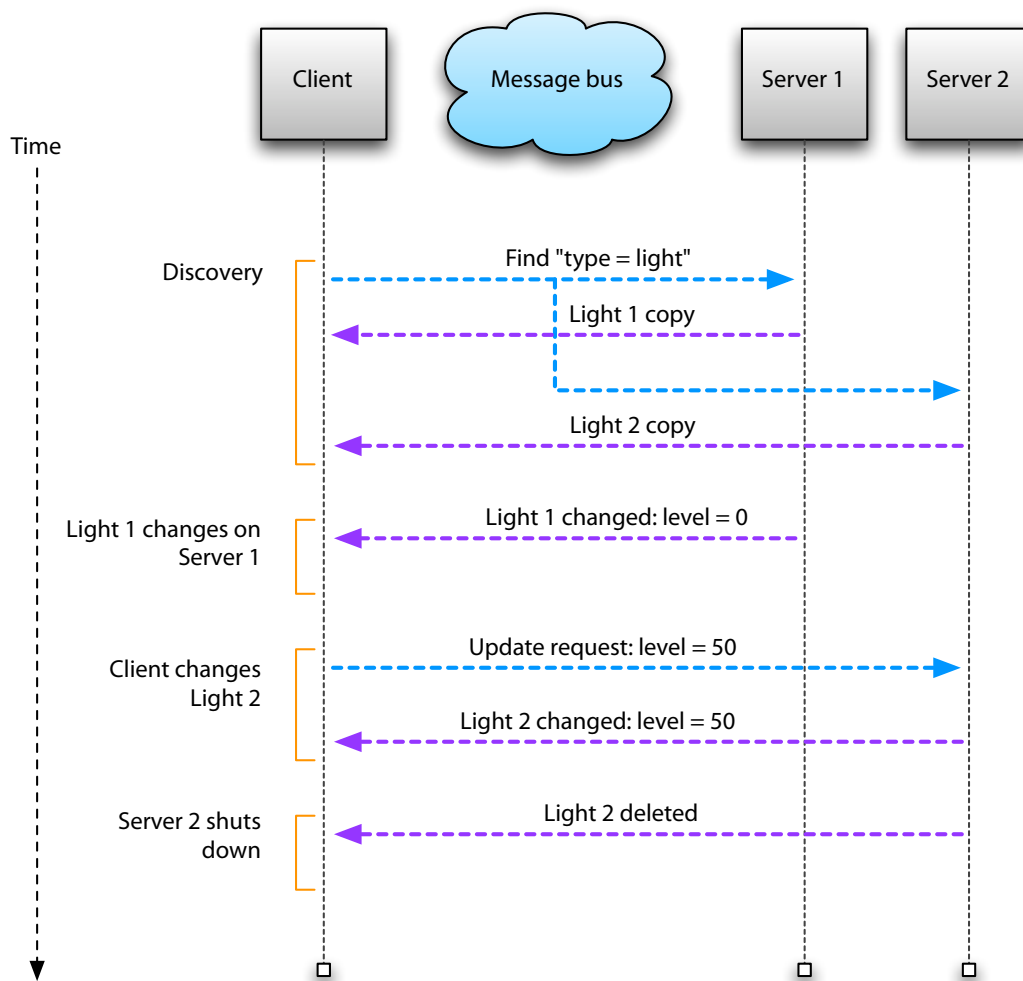 Client
Message bus
Server 1
Server 2
Time
Discovery
Find "type = light"
Light 1 copy
Light 2 copy
Light 1 changes on
Server 1
Light 1 changed: level = 0
Client changes
Light 2
Update request: level = 50
Light 2 changed: level = 50
Server 2 shuts
down
Light 2 deleted